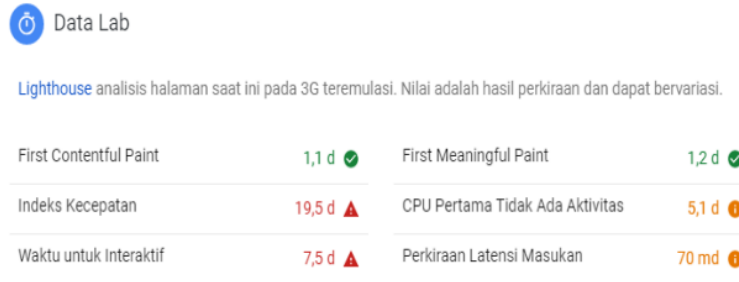 Data Lab
Lighthouse analisis halaman saat ini pada 3G teremulasi. Nilai adalah hasil perkiraan dan dapat bervariasi.
First Contentful Paint 1,1 d
First Meaningful Paint 1,2 d
Indeks Kecepatan 19,5 d
CPU Pertama Tidak Ada Aktivitas 5,1 d
Waktu untuk Interaktif 7,5 d
Perkiraan Latensi Masukan 70 md